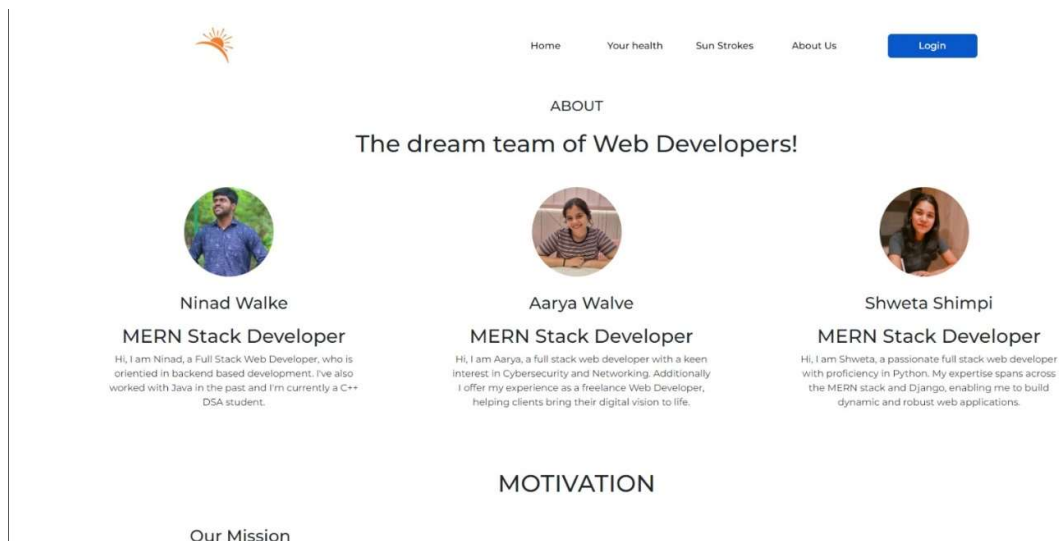 Home Your health Sun Strokes About Us Login
ABOUT
The dream team of Web Developers!
Ninad Walke
MERN Stack Developer
Hi, I am Ninad, a Full Stack Web Developer, who is
orientied in backend based development. I've also
worked with Java in the past and I'm currently a C++
DSA student.
Aarya Walve
MERN Stack Developer
Hi, I am Aarya, a full stack web developer with a keen
interest in Cybersecurity and Networking. Additionally
I offer my experience as a freelance Web Developer,
helping clients bring their digital vision to life.
Shweta Shimpi
MERN Stack Developer
Hi, I am Shweta, a passionate full stack web developer
with proficiency in Python. My expertise spans across
the MERN stack and Django, enabling me to build
dynamic and robust web applications.
MOTIVATION
Our Mission